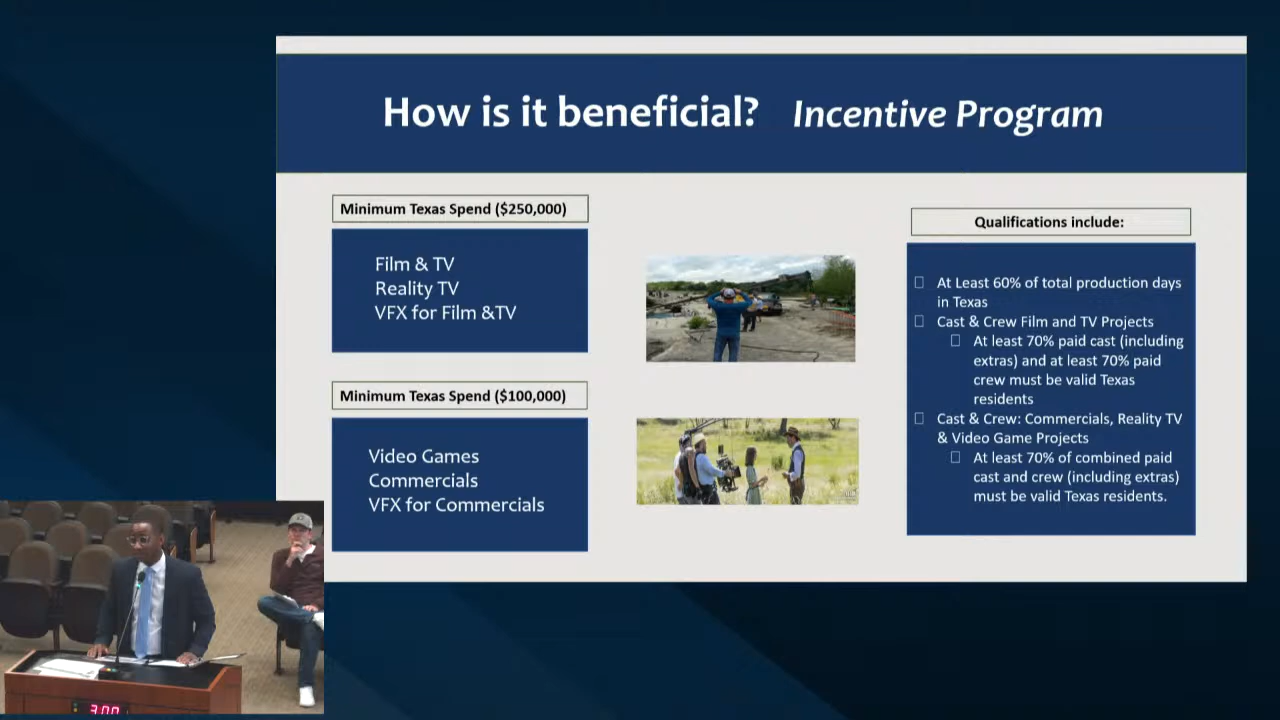 How is it beneficial? Incentive Program
Minimum Texas Spend ($250,000)
Film & TV
Reality TV
VFX for Film &TV
Minimum Texas Spend ($100,000)
Video Games
Commercials
VFX for Commercials
Qualifications include:
At Least 60% of total production days
in Texas
Cast & Crew Film and TV Projects
At least 70% paid cast (including
extras) and at least 70% paid
crew must be valid Texas
residents
Cast & Crew: Commercials, Reality TV
& Video Game Projects
At least 70% of combined paid
cast and crew (including extras)
must be valid Texas residents.
3:00